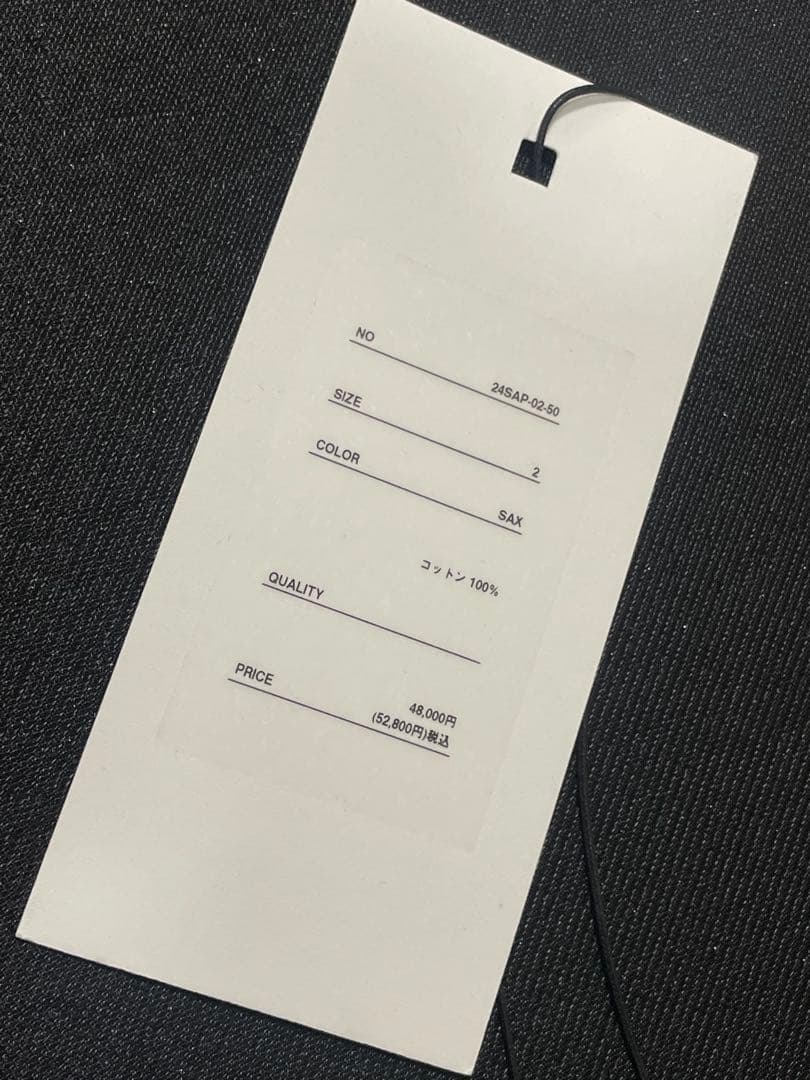 NO
24SAP-02-50
SIZE
2
COLOR
SAX
コットン 100%
QUALITY
PRICE
48,000円
(52,800円)税込